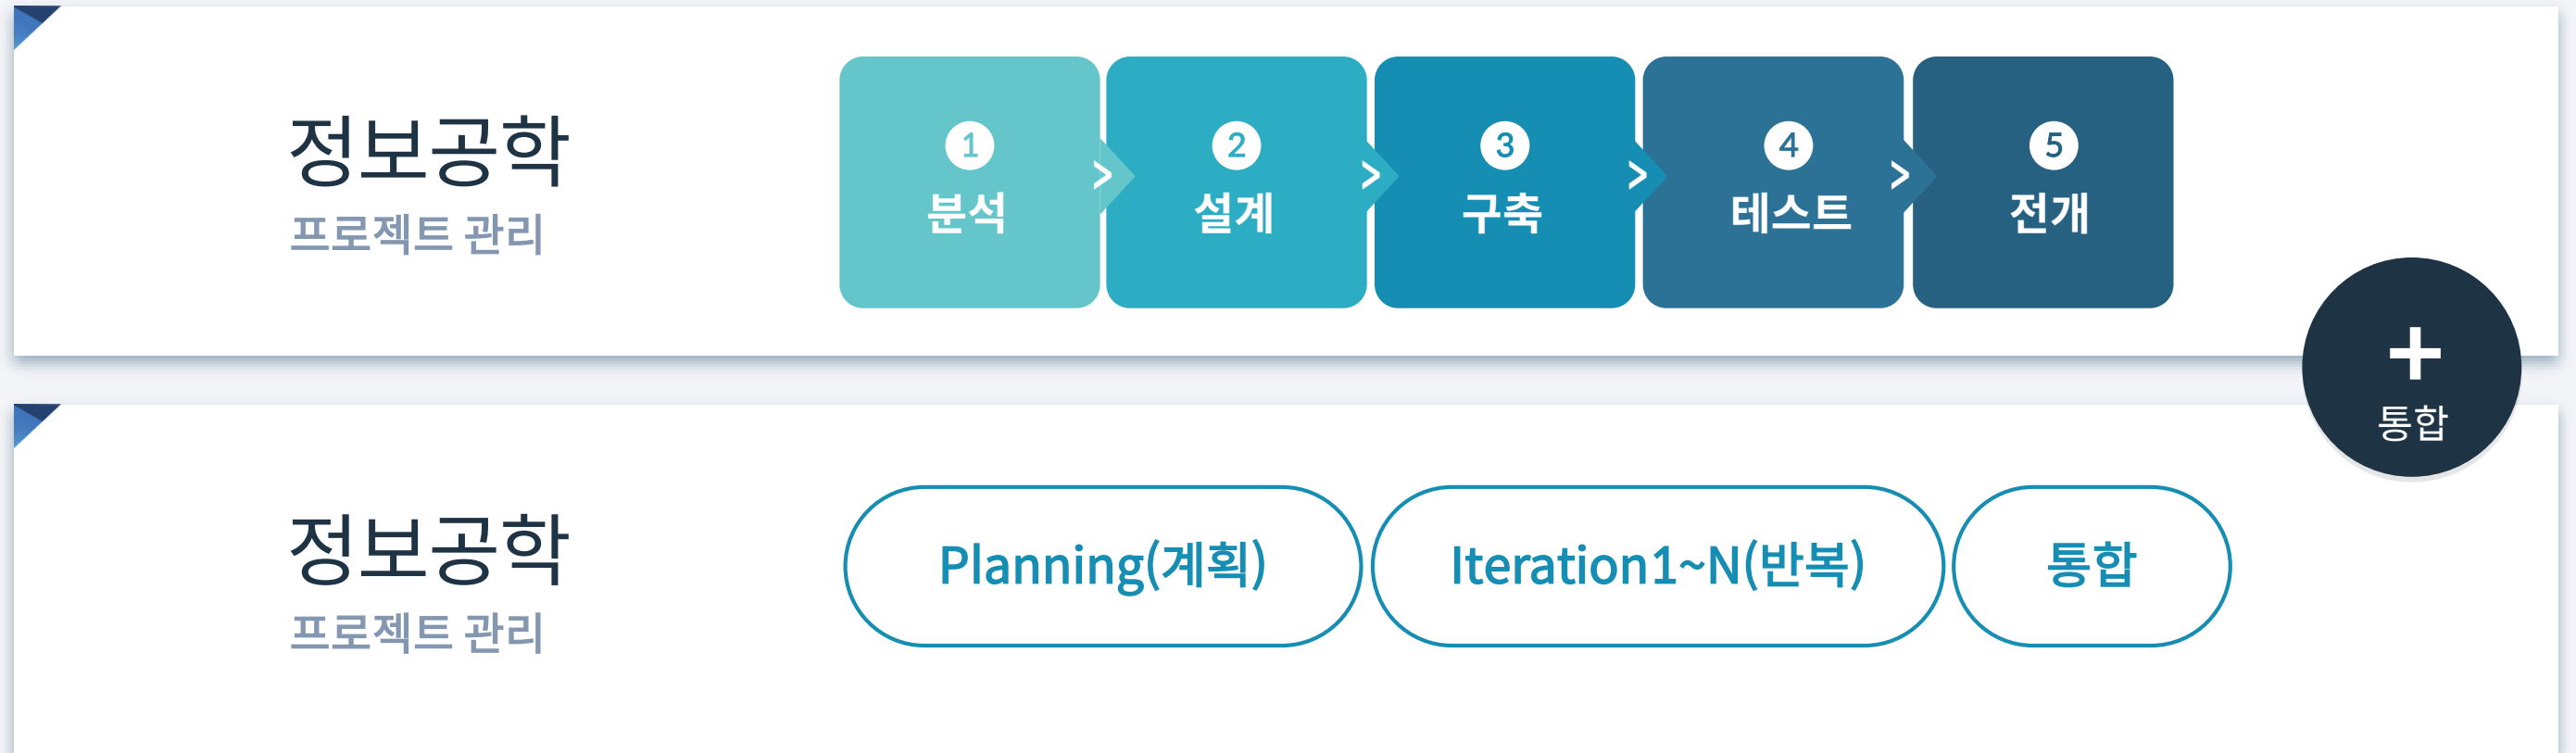 정보공학
프로젝트 관리
1
분석
>
2
설계
>
3
구축
>
4
테스트
>
5
전개
+
통합
정보공학
프로젝트 관리
Planning(계획)
Iteration1~N(반복)
통합